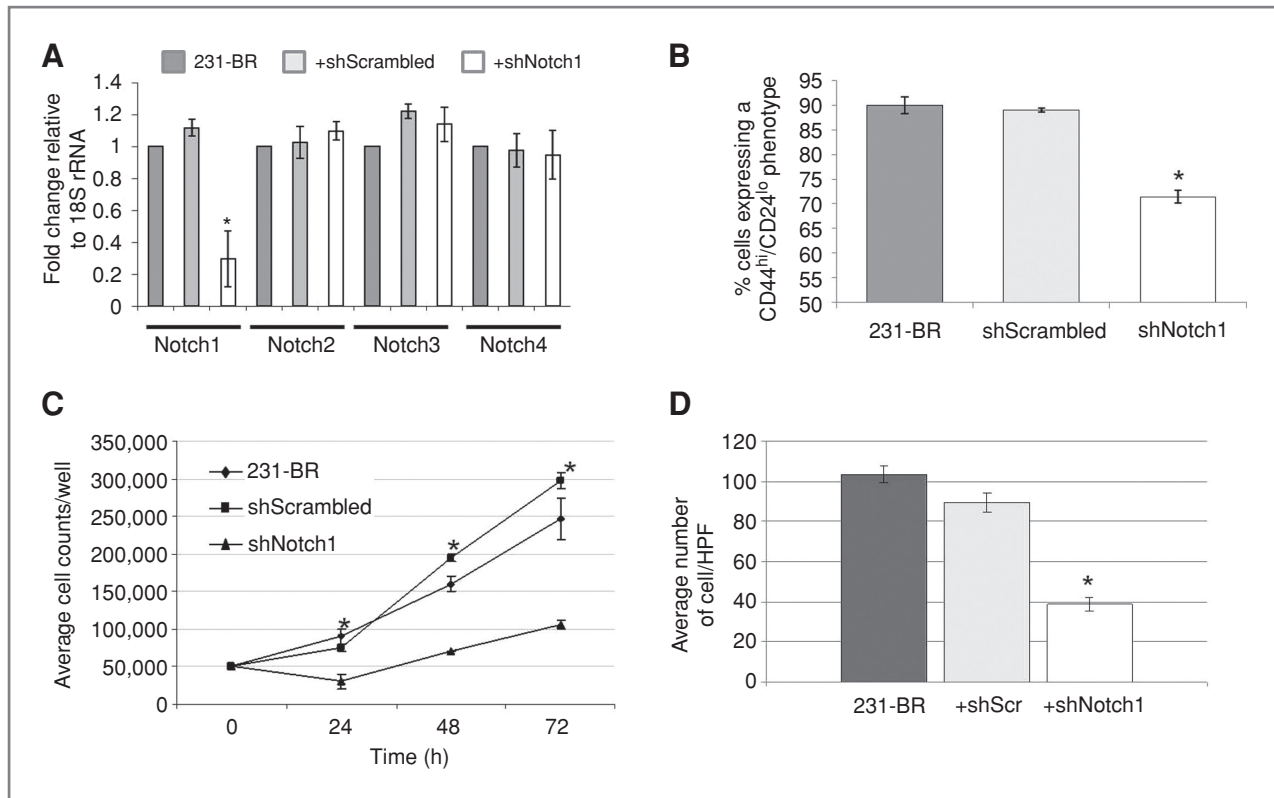 A
231-BR
+shScrambled
+shNotch1
Fold change relative
to 18S rRNA
1.4
1.2
1
0.8
0.6
0.4
0.2
0
*
Notch1
Notch2
Notch3
Notch4
B
% cells expressing a
CD44hi/CD24lo phenotype
95
90
85
80
75
70
65
60
55
50
*
231-BR
shScrambled
shNotch1
C
Average cell counts/well
350,000
300,000
250,000
200,000
150,000
100,000
50,000
0
231-BR
shScrambled
shNotch1
*
*
*
0
24
48
72
Time (h)
D
Average number
of cell/HPF
120
100
80
60
40
20
0
*
231-BR
+shScr
+shNotch1